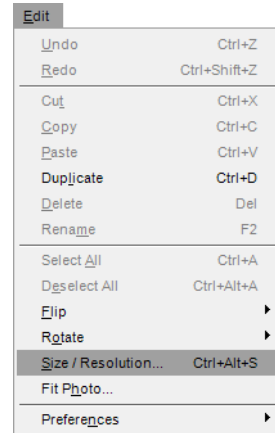 Edit
Undo Ctrl+Z
Redo Ctrl+Shift+Z
Cut Ctrl+X
Copy Ctrl+C
Paste Ctrl+V
Duplicate Ctrl+D
Delete Del
Rename F2
Select All Ctrl+A
Deselect All Ctrl+Alt+A
Flip
Rotate
Size / Resolution... Ctrl+Alt+S
Fit Photo...
Preferences